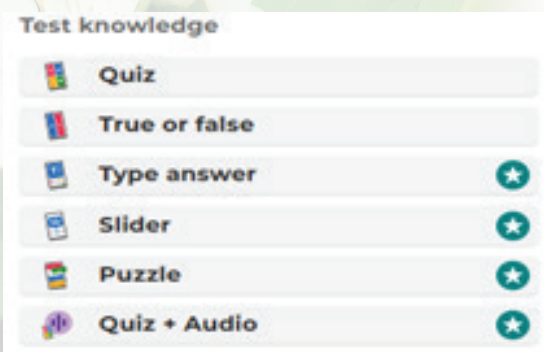 Test knowledge
Quiz
True or false
Type answer
Slider
Puzzle
Quiz + Audio